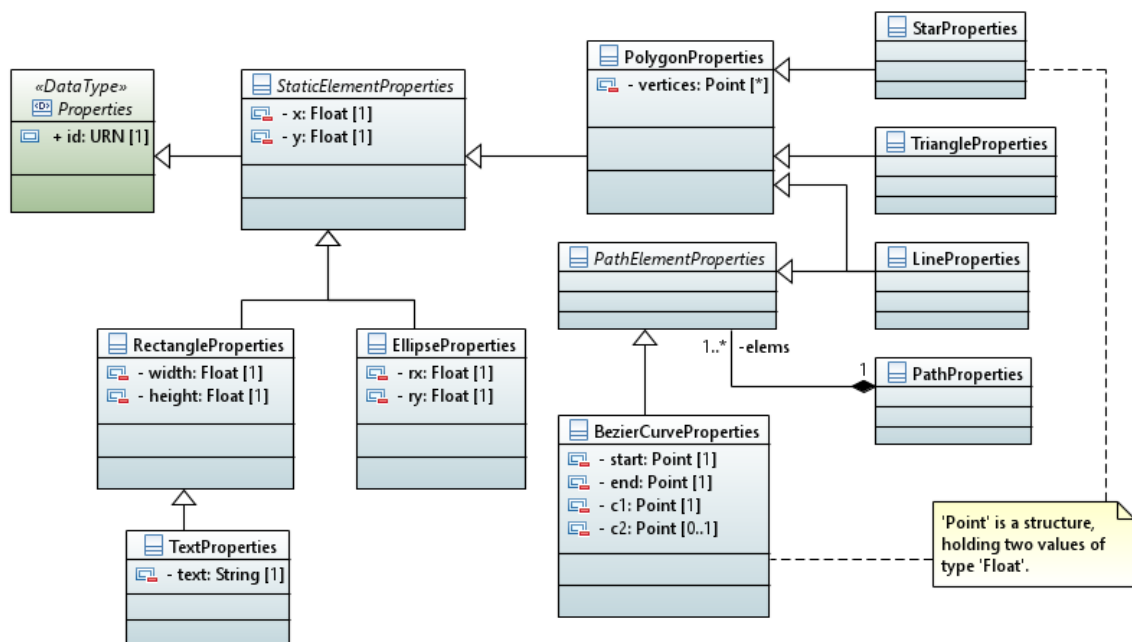 «DataType»
Properties
+ id: URN [1]
StaticElementProperties
- x: Float [1]
- y: Float [1]
PolygonProperties
- vertices: Point [*]
StarProperties
TriangleProperties
PathElementProperties
LineProperties
RectangleProperties
- width: Float [1]
- height: Float [1]
EllipseProperties
- rx: Float [1]
- ry: Float [1]
1..*
-elems
1
PathProperties
BezierCurveProperties
- start: Point [1]
- end: Point [1]
- c1: Point [1]
- c2: Point [0..1]
TextProperties
- text: String [1]
'Point' is a structure,
holding two values of
type 'Float'.